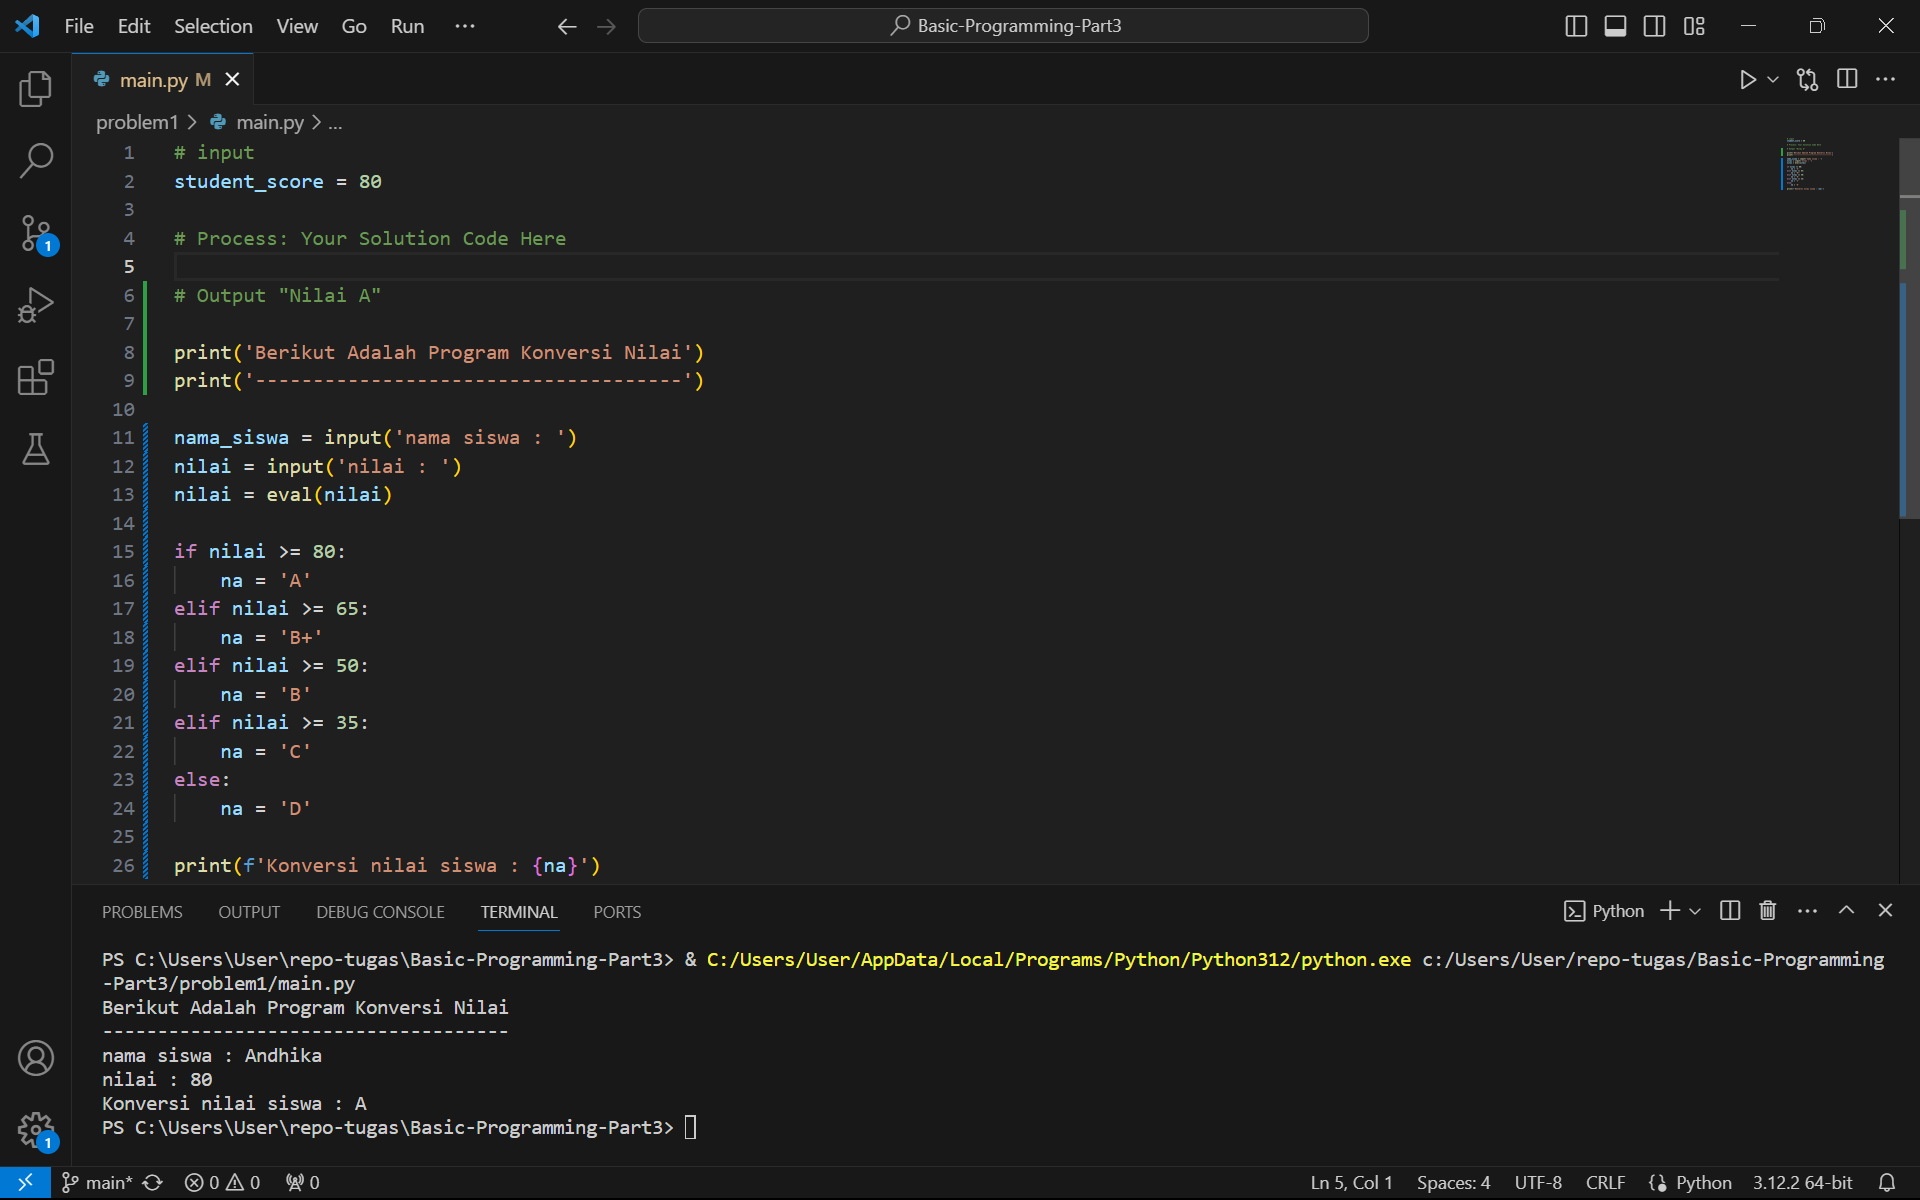 File Edit Selection View Go Run ··· Basic-Programming-Part3
main.py M
problem1 > main.py > ...
1 # input
2 student_score = 80
3
4 # Process: Your Solution Code Here
5
6 # Output "Nilai A"
7
8 print('Berikut Adalah Program Konversi Nilai')
9 print('-------------------------------------')
10
11 nama_siswa = input('nama siswa : ')
12 nilai = input('nilai : ')
13 nilai = eval(nilai)
14
15 if nilai >= 80:
16     na = 'A'
17 elif nilai >= 65:
18     na = 'B+'
19 elif nilai >= 50:
20     na = 'B'
21 elif nilai >= 35:
22     na = 'C'
23 else:
24     na = 'D'
25
26 print(f'Konversi nilai siswa : {na}')
PROBLEMS OUTPUT DEBUG CONSOLE TERMINAL PORTS Python
PS C:\Users\User\repo-tugas\Basic-Programming-Part3> & C:/Users/User/AppData/Local/Programs/Python/Python312/python.exe c:/Users/User/repo-tugas/Basic-Programming
-Part3/problem1/main.py
Berikut Adalah Program Konversi Nilai
-------------------------------------
nama siswa : Andhika
nilai : 80
Konversi nilai siswa : A
PS C:\Users\User\repo-tugas\Basic-Programming-Part3>
1
1
main* 0 0 0 Ln 5, Col 1 Spaces: 4 UTF-8 CRLF Python 3.12.2 64-bit